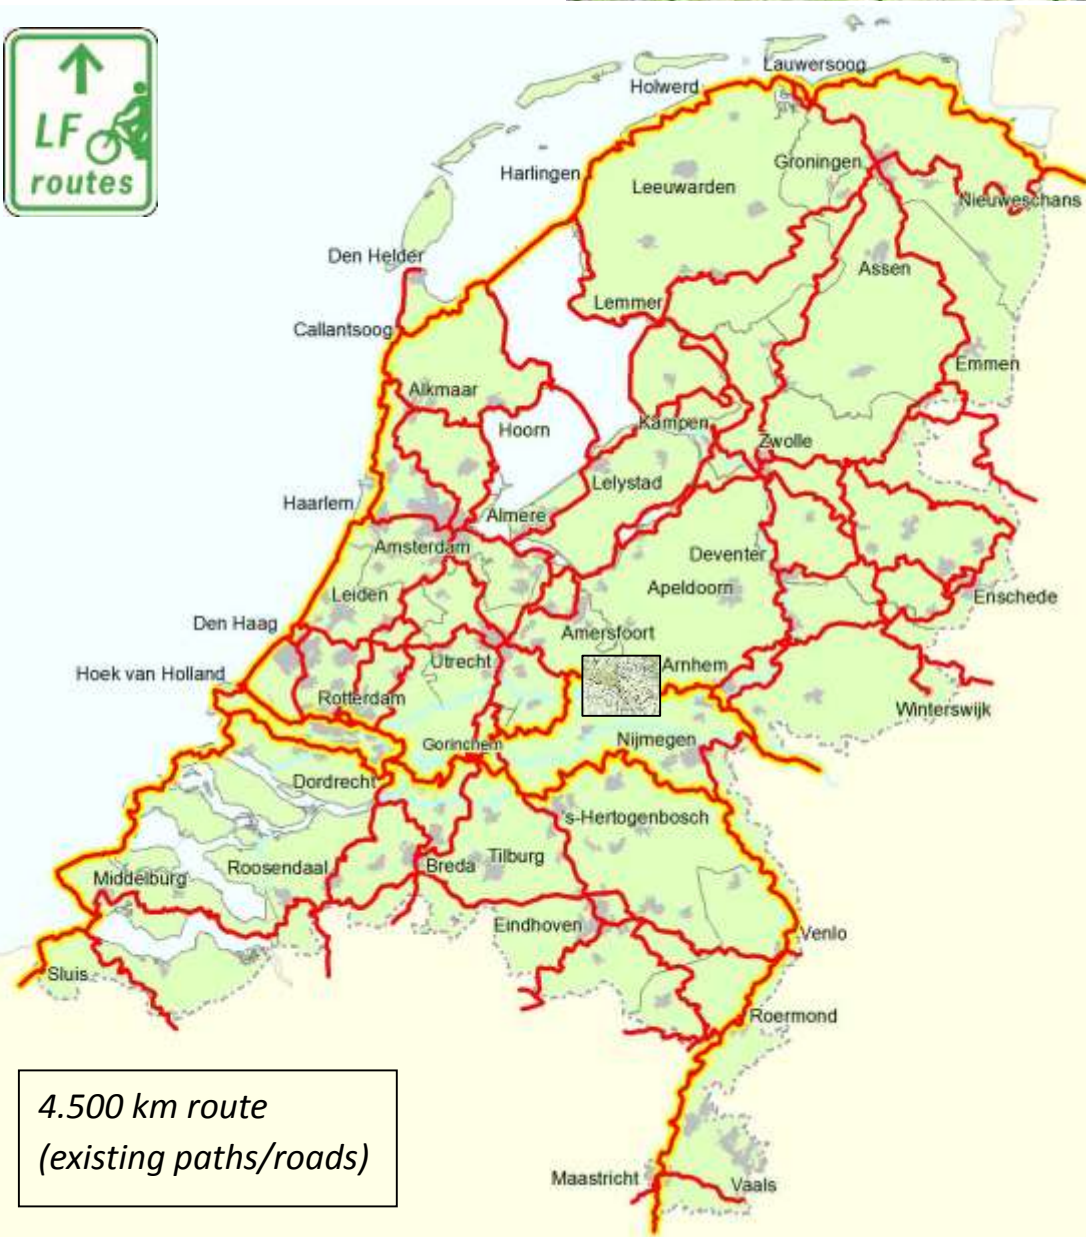 LF
routes
Lauwersoog
Holwerd
Groningen
Harlingen
Leeuwarden
Nieuweschans
Den Helder
Assen
Lemmer
Callantsoog
Emmen
Alkmaar
Hoorn
Kampen
Zwolle
Lelystad
Haarlem
Almere
Amsterdam
Deventer
Apeldoorn
Leiden
Enschede
Den Haag
Amersfoort
Utrecht
Arnhem
Hoek van Holland
Rotterdam
Winterswijk
Nijmegen
Gorinchem
Dordrecht
's-Hertogenbosch
Tilburg
Breda
Roosendaal
Middelburg
Eindhoven
Venlo
Sluis
Roermond
4.500 km route
(existing paths/roads)
Maastricht
Vaals